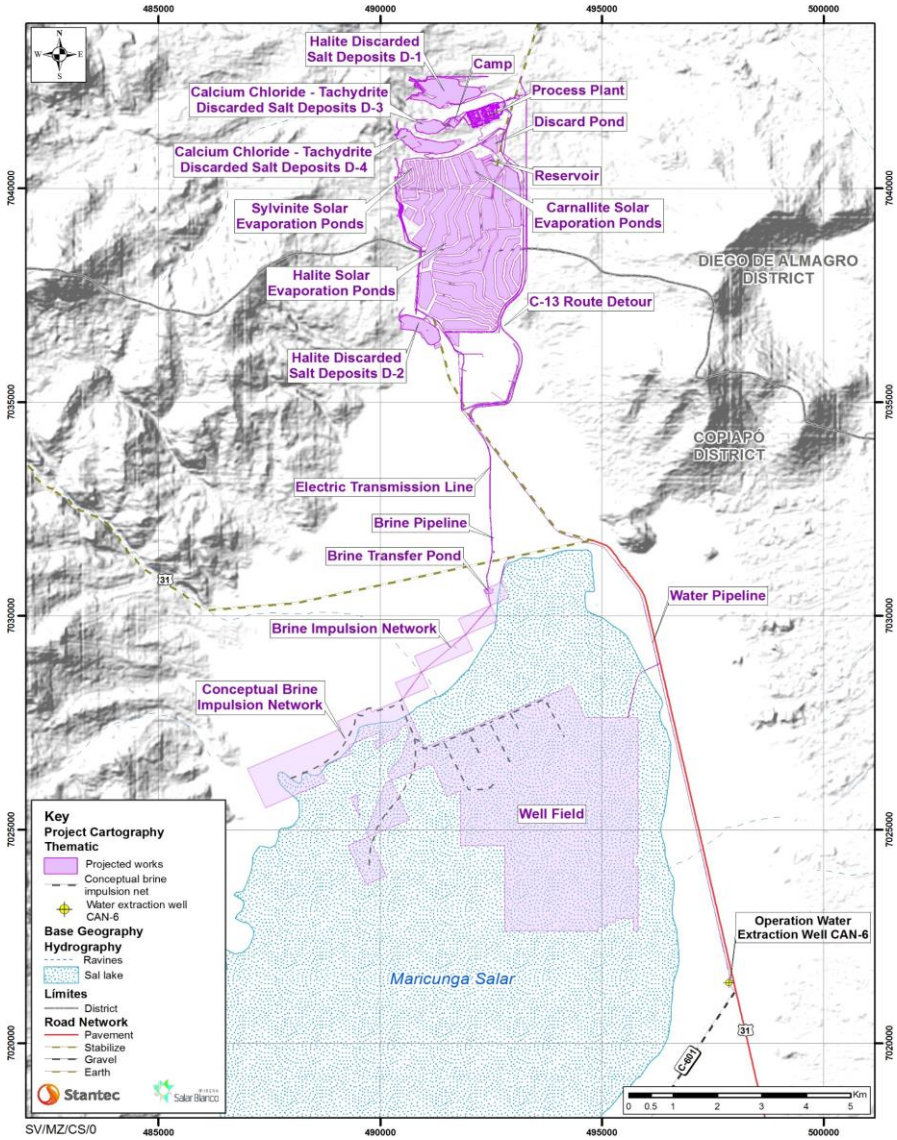 485000
490000
495000
500000
N
W
E
S
Halite Discarded
Salt Deposits D-1
Camp
Calcium Chloride - Tachydrite
Discarded Salt Deposits D-3
Process Plant
Discard Pond
Calcium Chloride - Tachydrite
Discarded Salt Deposits D-4
Reservoir
7040000
7040000
Sylvinite Solar
Evaporation Ponds
Carnallite Solar
Evaporation Ponds
DIEGO DE ALMAGRO
DISTRICT
Halite Solar
Evaporation Ponds
C-13 Route Detour
Halite Discarded
Salt Deposits D-2
7035000
7035000
COPIAPÓ
DISTRICT
Electric Transmission Line
Brine Pipeline
Brine Transfer Pond
31
Water Pipeline
7030000
7030000
Brine Impulsion Network
Conceptual Brine
Impulsion Network
Well Field
7025000
7025000
Key
Project Cartography
Thematic
Projected works
Conceptual brine
impulsion net
Water extraction well
CAN-6
Base Geography
Hydrography
Ravines
Sal lake
Limites
District
Road Network
Pavement
Stabilize
Gravel
Earth
Stantec
MINERA
Salar Blanco
Operation Water
Extraction Well CAN-6
Maricunga Salar
7020000
7020000
31
C-601
0 0.5 1 2 3 4 5
Km
SV/MZ/CS/0
485000
490000
495000
500000